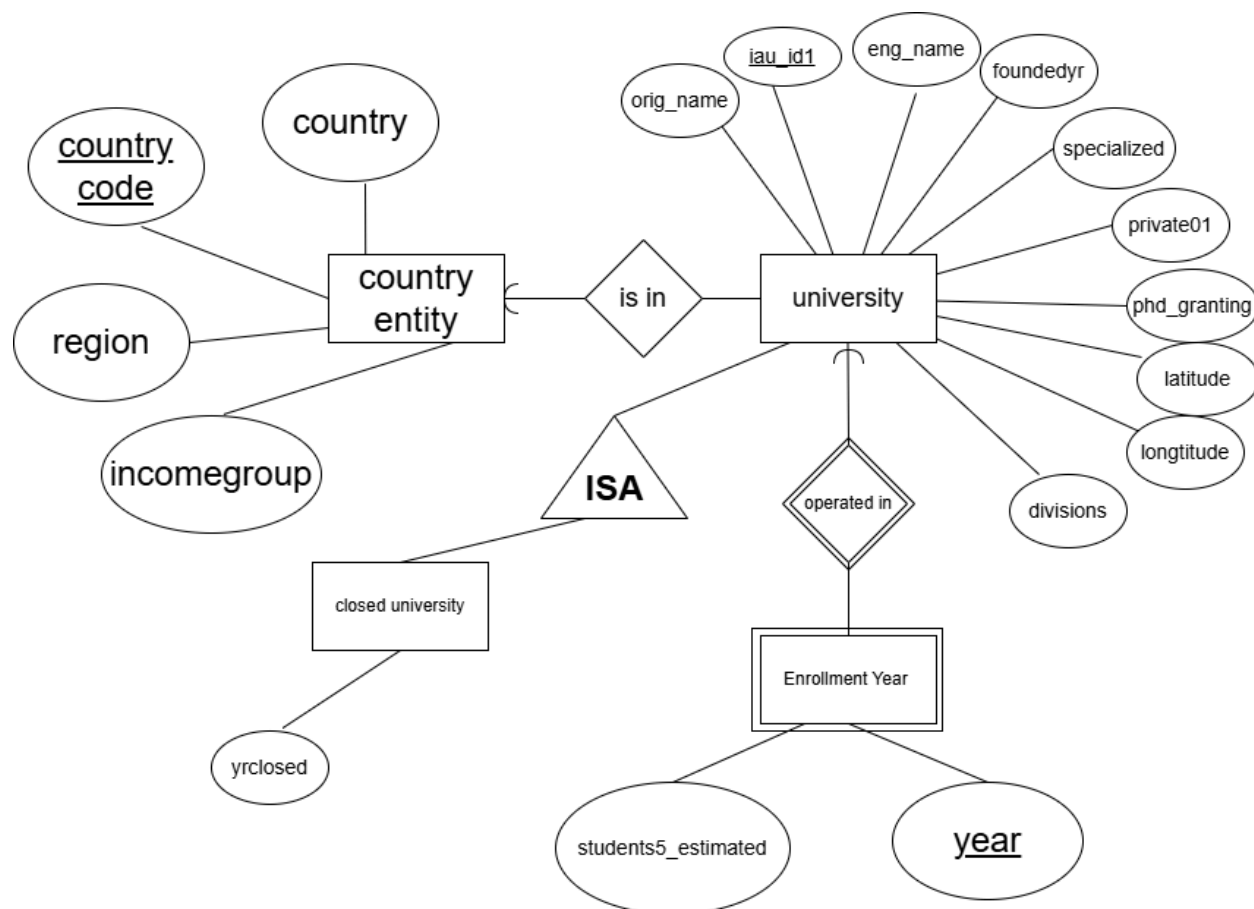 iau_id1
eng_name
foundedyr
orig_name
country
country
code
specialized
private01
country
entity
is in
university
phd_granting
region
latitude
longtitude
incomegroup
ISA
operated in
divisions
closed university
Enrollment Year
yrclosed
students5_estimated
year